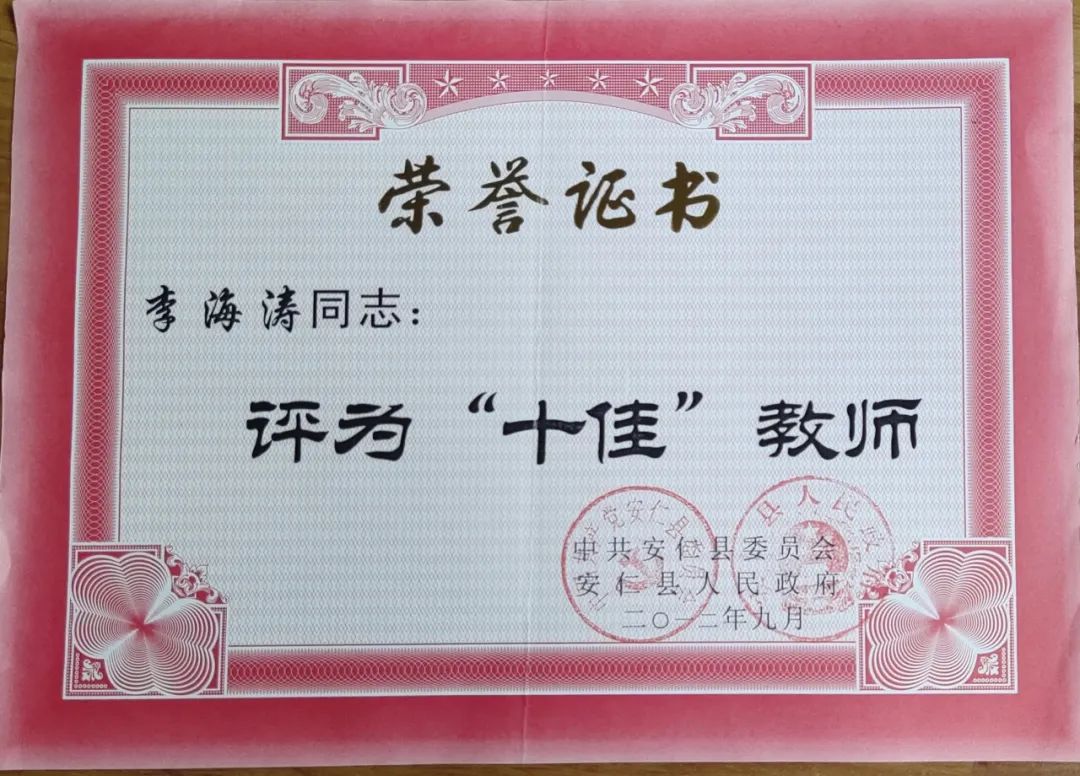 荣誉证书
李海涛同志：
评为“十佳”教师
中共安仁县委员会
安仁县人民政府
二〇一二年九月